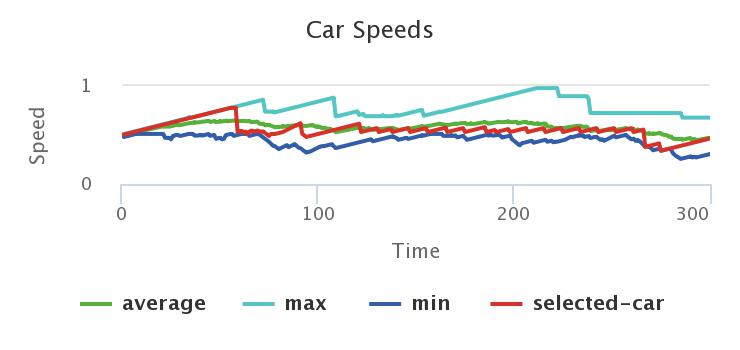 Car Speeds
1
Speed
0
0 100 200 300
Time
average max min selected-car